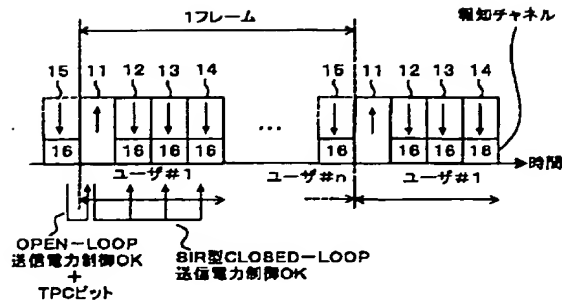 1フレーム
報知チャネル
15 11 12 13 14 15 11 12 13 14
...
16 16 16 16 16 16 16 16
時間
ユーザ#1 ユーザ#n ユーザ#1
OPEN-LOOP
送信電力制御OK
+
TPCビット
SIR型CLOSED-LOOP
送信電力制御OK